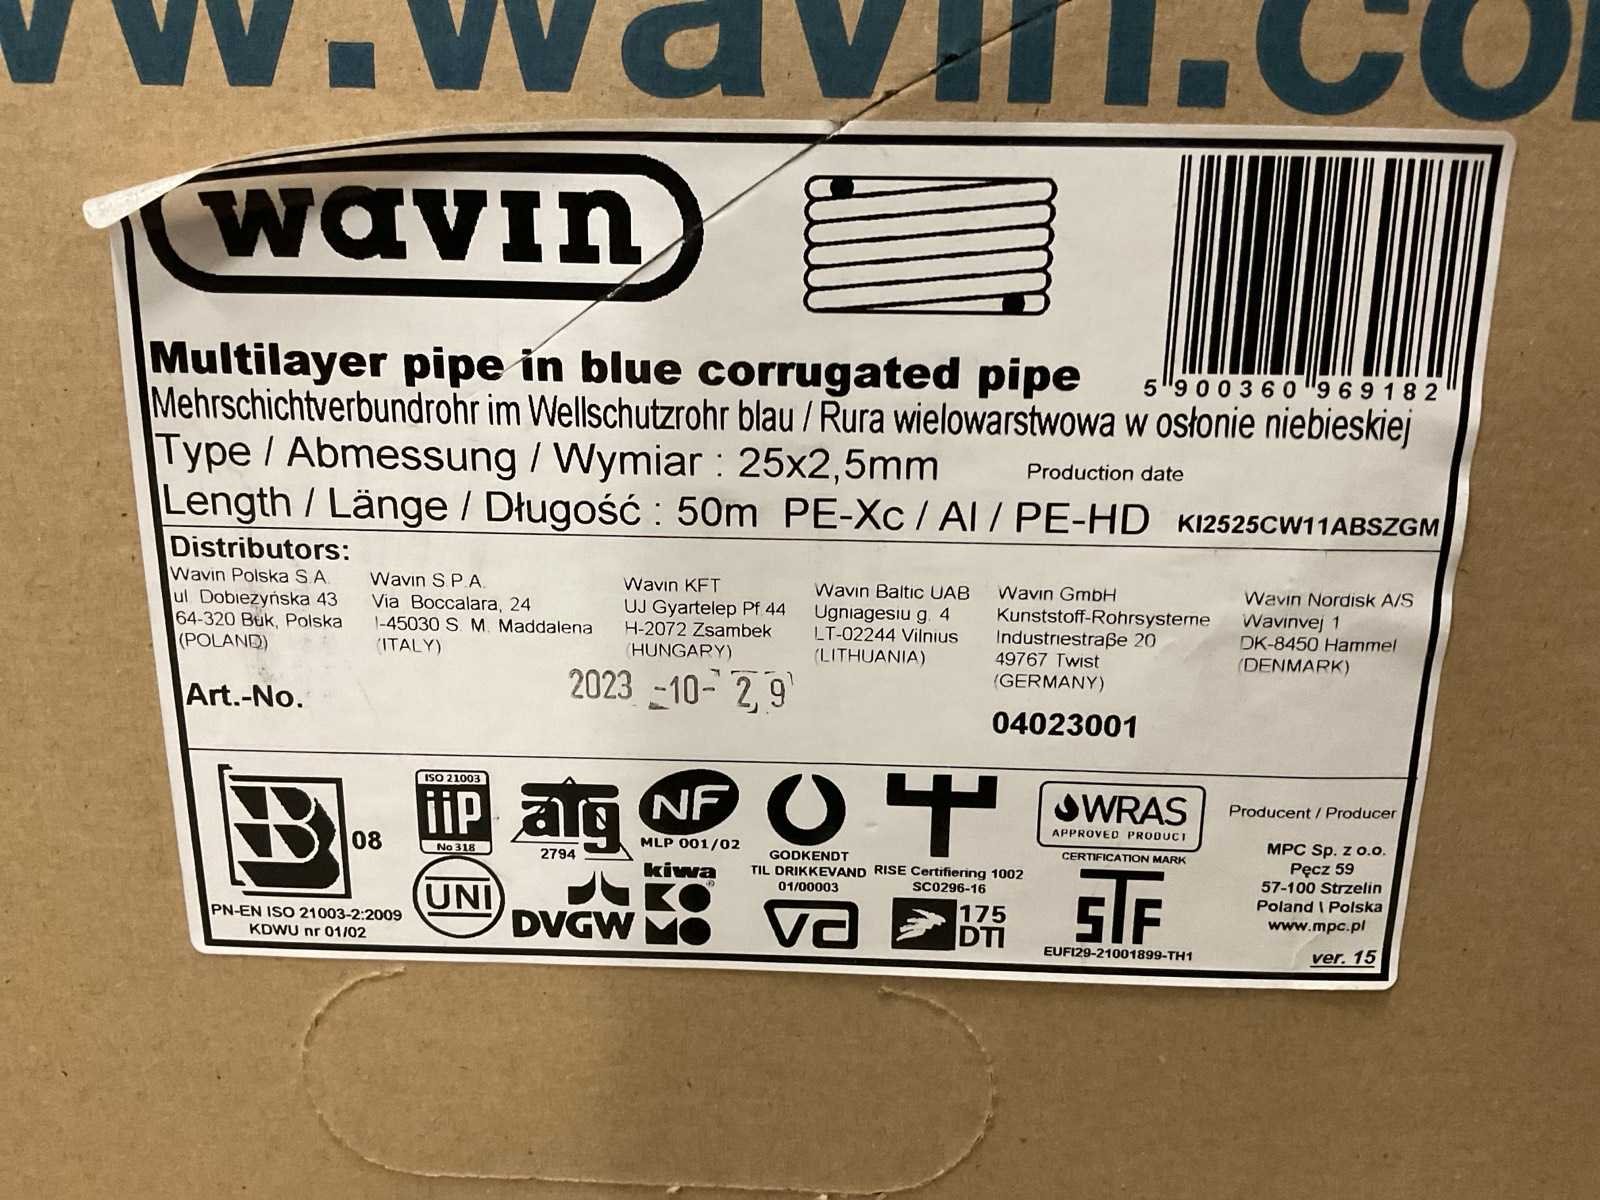 www.wavin.co
wavin
5 900360 969182
Multilayer pipe in blue corrugated pipe
Mehrschichtverbundrohr im Wellschutzrohr blau / Rura wielowarstwowa w osłonie niebieskiej
Type / Abmessung / Wymiar : 25x2,5mm
Production date
Length / Länge / Długość : 50m PE-Xc / Al / PE-HD
KI2525CW11ABSZGM
Distributors:
Wavin Polska S.A.
ul. Dobieżyńska 43
64-320 Buk, Polska
(POLAND)
Wavin S.P.A.
Via Boccalara, 24
I-45030 S. M. Maddalena
(ITALY)
Wavin KFT
UJ Gyartelep Pf.44
H-2072 Zsambek
(HUNGARY)
Wavin Baltic UAB
Ugniagesiu g. 4
LT-02244 Vilnius
(LITHUANIA)
Wavin GmbH
Kunststoff-Rohrsysteme
Industriestraße 20
49767 Twist
(GERMANY)
Wavin Nordisk A/S
Wavinvej 1
DK-8450 Hammel
(DENMARK)
Art.-No.
2023-10-29
04023001
B 08
PN-EN ISO 21003-2:2009
KDWU nr 01/02
ISO 21003
iiP
No 318
UNI
atg
2794
DVGW
NF
MLP 001/02
kiwa
KO
MO
GODKENDT
TIL DRIKKEVAND
01/00003
va
RISE Certifiering 1002
SC0296-16
175
DTI
WRAS
APPROVED PRODUCT
CERTIFICATION MARK
STF
EUFI29-21001899-TH1
Producent / Producer
MPC Sp. z o.o.
Pęcz 59
57-100 Strzelin
Poland \ Polska
www.mpc.pl
ver. 15